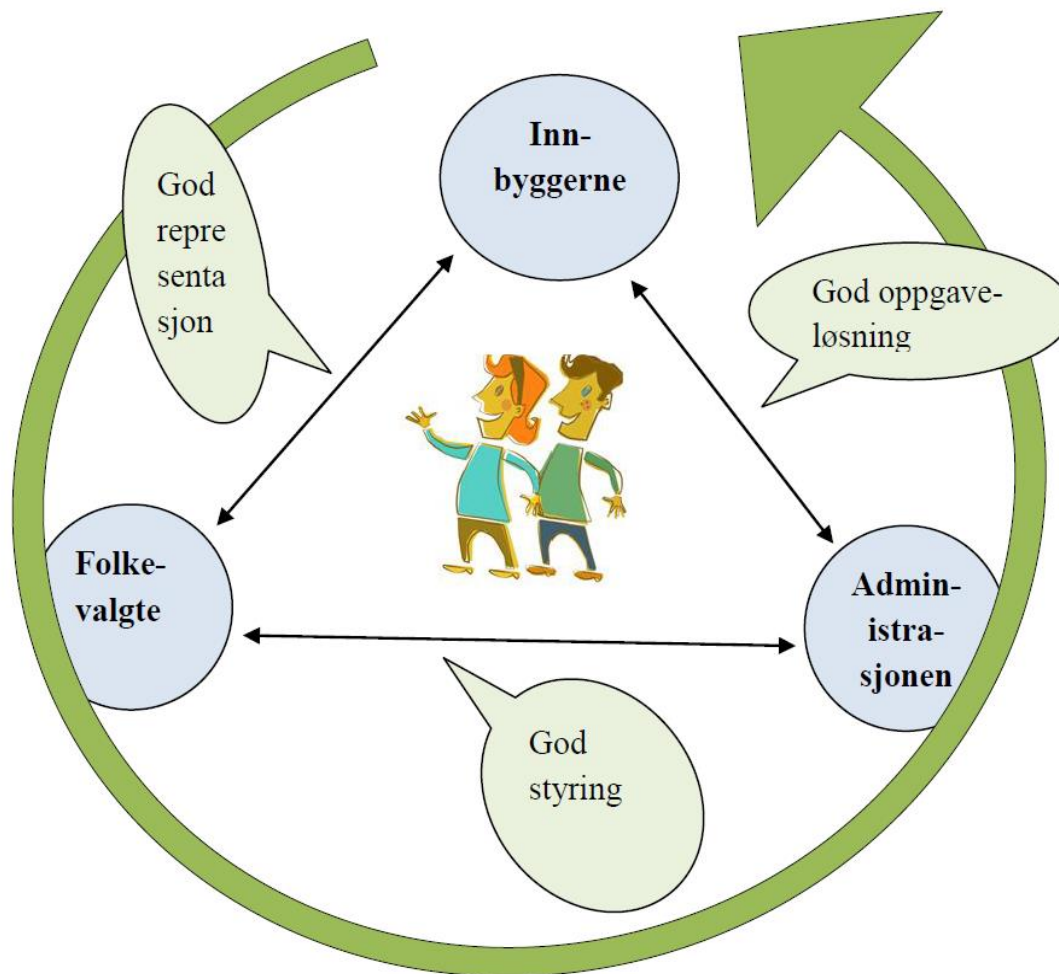 Inn-
byggerne
God
repre
senta
sjon
God oppgave-
løsning
Folke-
valgte
Admin-
istra-
sjonen
God
styring